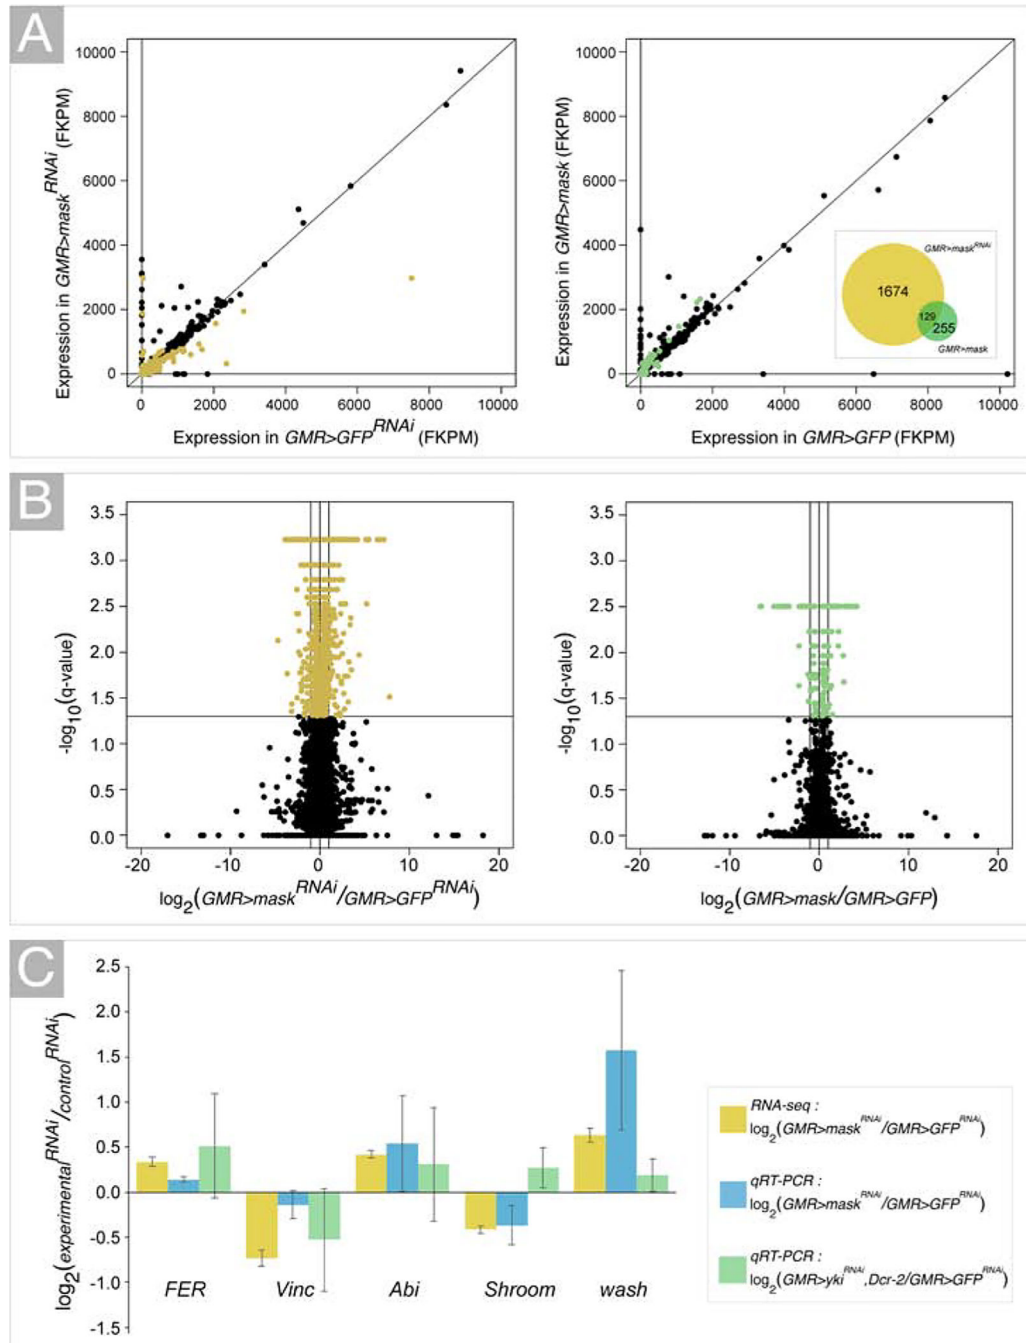 A
Expression in GMR>mask^RNAi (FKPM)
10000
8000
6000
4000
2000
0
0 2000 4000 6000 8000 10000
Expression in GMR>GFP^RNAi (FKPM)
Expression in GMR>mask (FKPM)
10000
8000
6000
4000
2000
0
GMR>mask^RNAi
1674
129
255
GMR>mask
0 2000 4000 6000 8000 10000
Expression in GMR>GFP (FKPM)
B
-log10(q-value)
3.5
3.0
2.5
2.0
1.5
1.0
0.5
0.0
-20 -10 0 10 20
log2(GMR>mask^RNAi/GMR>GFP^RNAi)
-log10(q-value)
3.5
3.0
2.5
2.0
1.5
1.0
0.5
0.0
-20 -10 0 10 20
log2(GMR>mask/GMR>GFP)
C
log2(experimental^RNAi/control^RNAi)
2.5
2.0
1.5
1.0
0.5
0.0
-0.5
-1.0
-1.5
FER Vinc Abi Shroom wash
RNA-seq :
log2(GMR>mask^RNAi/GMR>GFP^RNAi)
qRT-PCR :
log2(GMR>mask^RNAi/GMR>GFP^RNAi)
qRT-PCR :
log2(GMR>yki^RNAi,Dcr-2/GMR>GFP^RNAi)